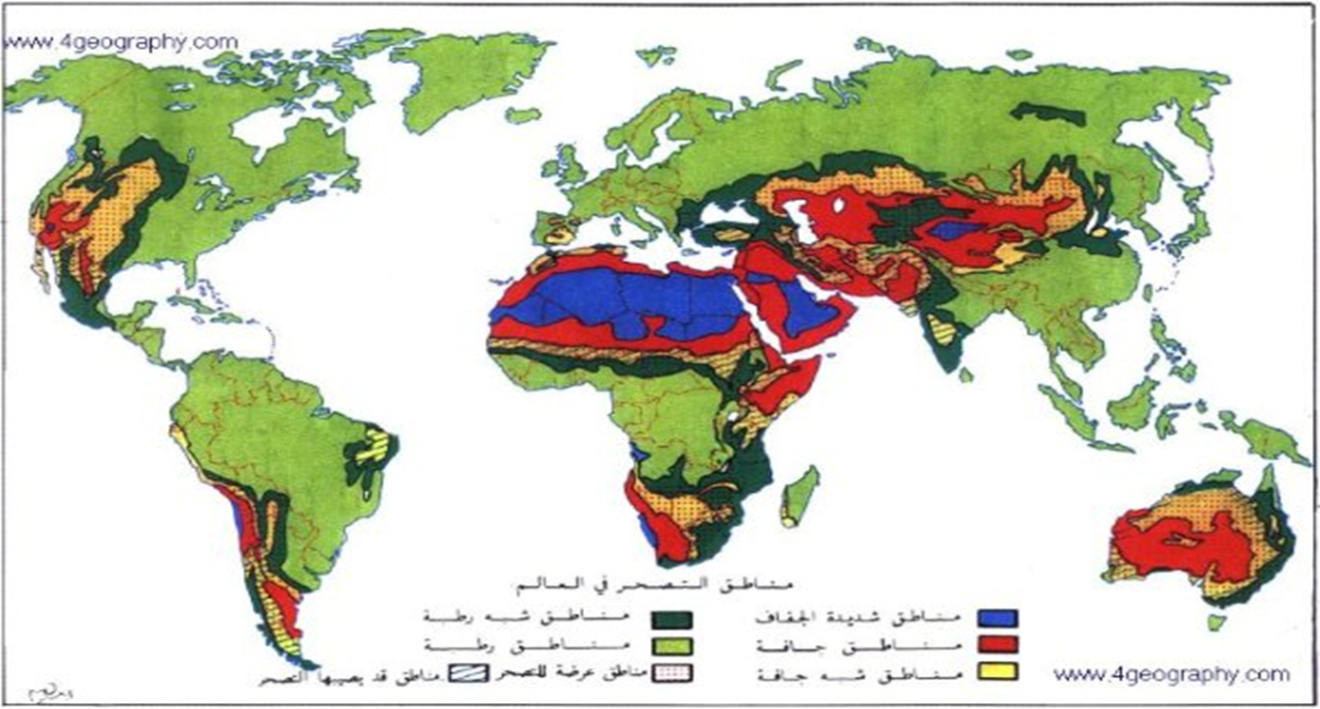 www.4geography.com
مناطق التصحر في العالم
مناطق شديدة الجفاف
مناطق شبه رطبة
مناطق جافة
مناطق رطبة
مناطق شبه جافة
مناطق عرضة للتصحر
مناطق قد يصيبها التصحر
www.4geography.com